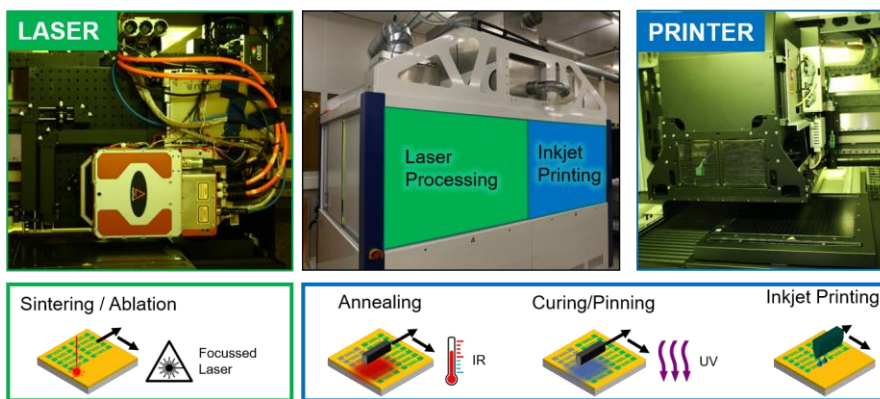 LASER
Laser
Processing
Inkjet
Printing
PRINTER
Sintering / Ablation
Focussed
Laser
Annealing
IR
Curing/Pinning
UV
Inkjet Printing